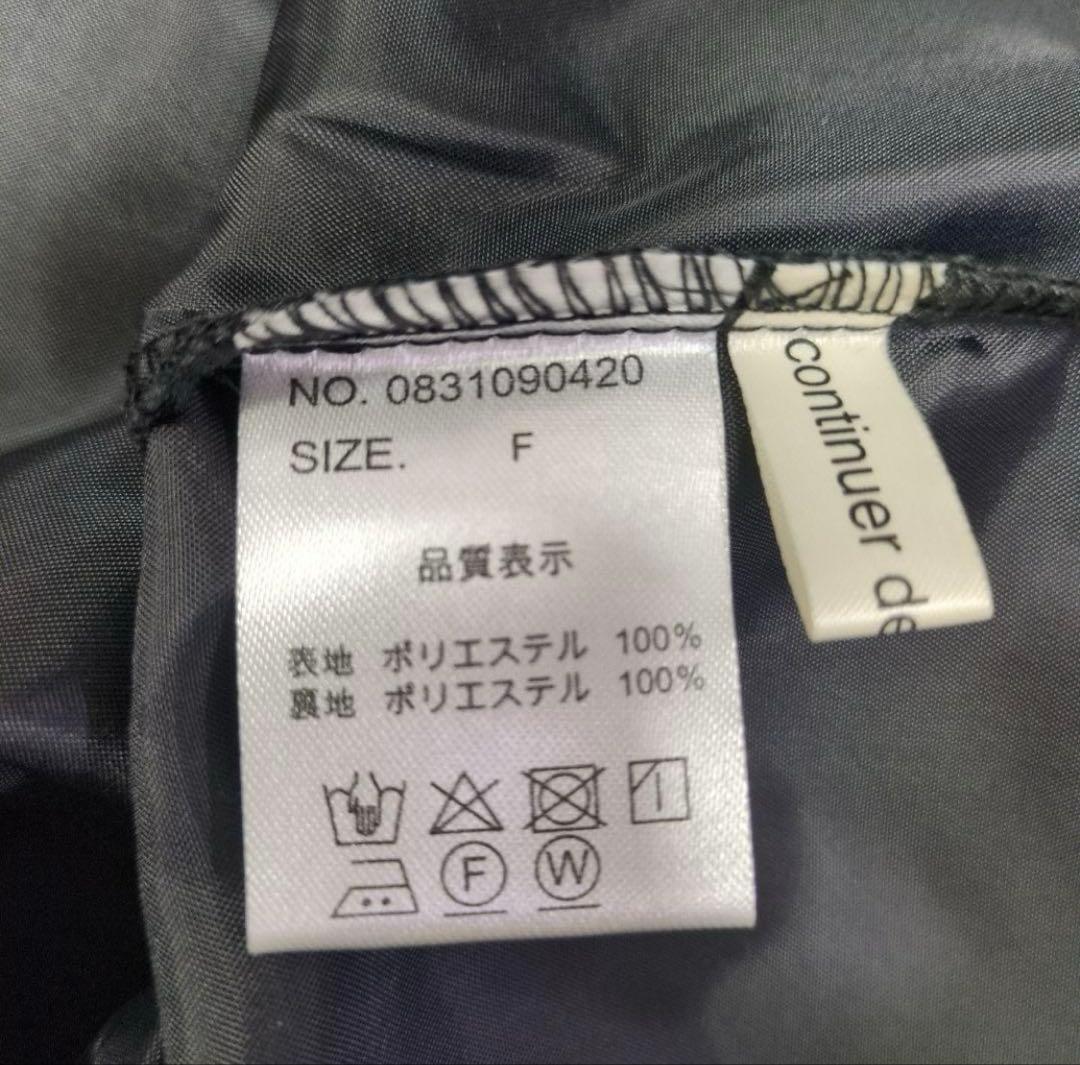 NO. 0831090420
SIZE. F
品質表示
表地 ポリエステル 100%
裏地 ポリエステル 100%
F W
continuer de